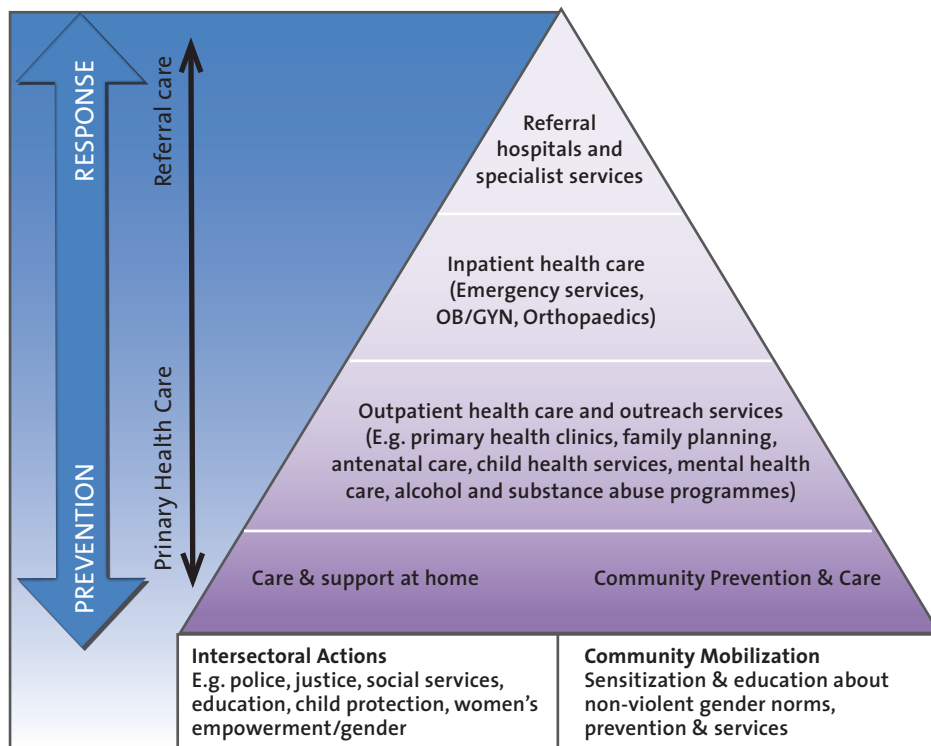 RESPONSE
PREVENTION
Referral care
Prinary Health Care
Referral
hospitals and
specialist services
Inpatient health care
(Emergency services,
OB/GYN, Orthopaedics)
Outpatient health care and outreach services
(E.g. primary health clinics, family planning,
antenatal care, child health services, mental health
care, alcohol and substance abuse programmes)
Care & support at home
Community Prevention & Care
Intersectoral Actions
E.g. police, justice, social services,
education, child protection, women's
empowerment/gender
Community Mobilization
Sensitization & education about
non-violent gender norms,
prevention & services